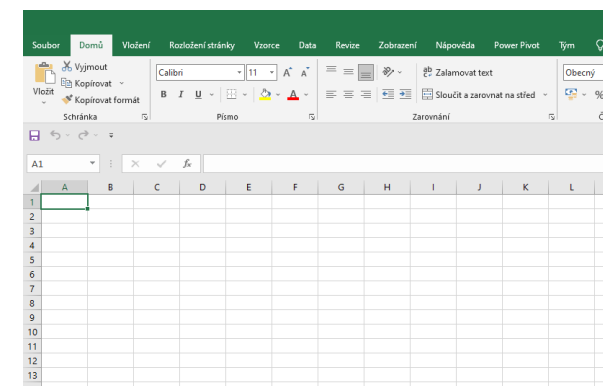 Soubor Domů Vložení Rozložení stránky Vzorce Data Revize Zobrazení Nápověda Power Pivot Tým
Vložit
Vyjmout
Kopírovat
Kopírovat formát
Schránka
Calibri 11 A A
B I U A
Písmo
ab Zalamovat text
Sloučit a zarovnat na střed
Zarovnání
Obecný
%
Č
A1 fx
A B C D E F G H I J K L
1
2
3
4
5
6
7
8
9
10
11
12
13